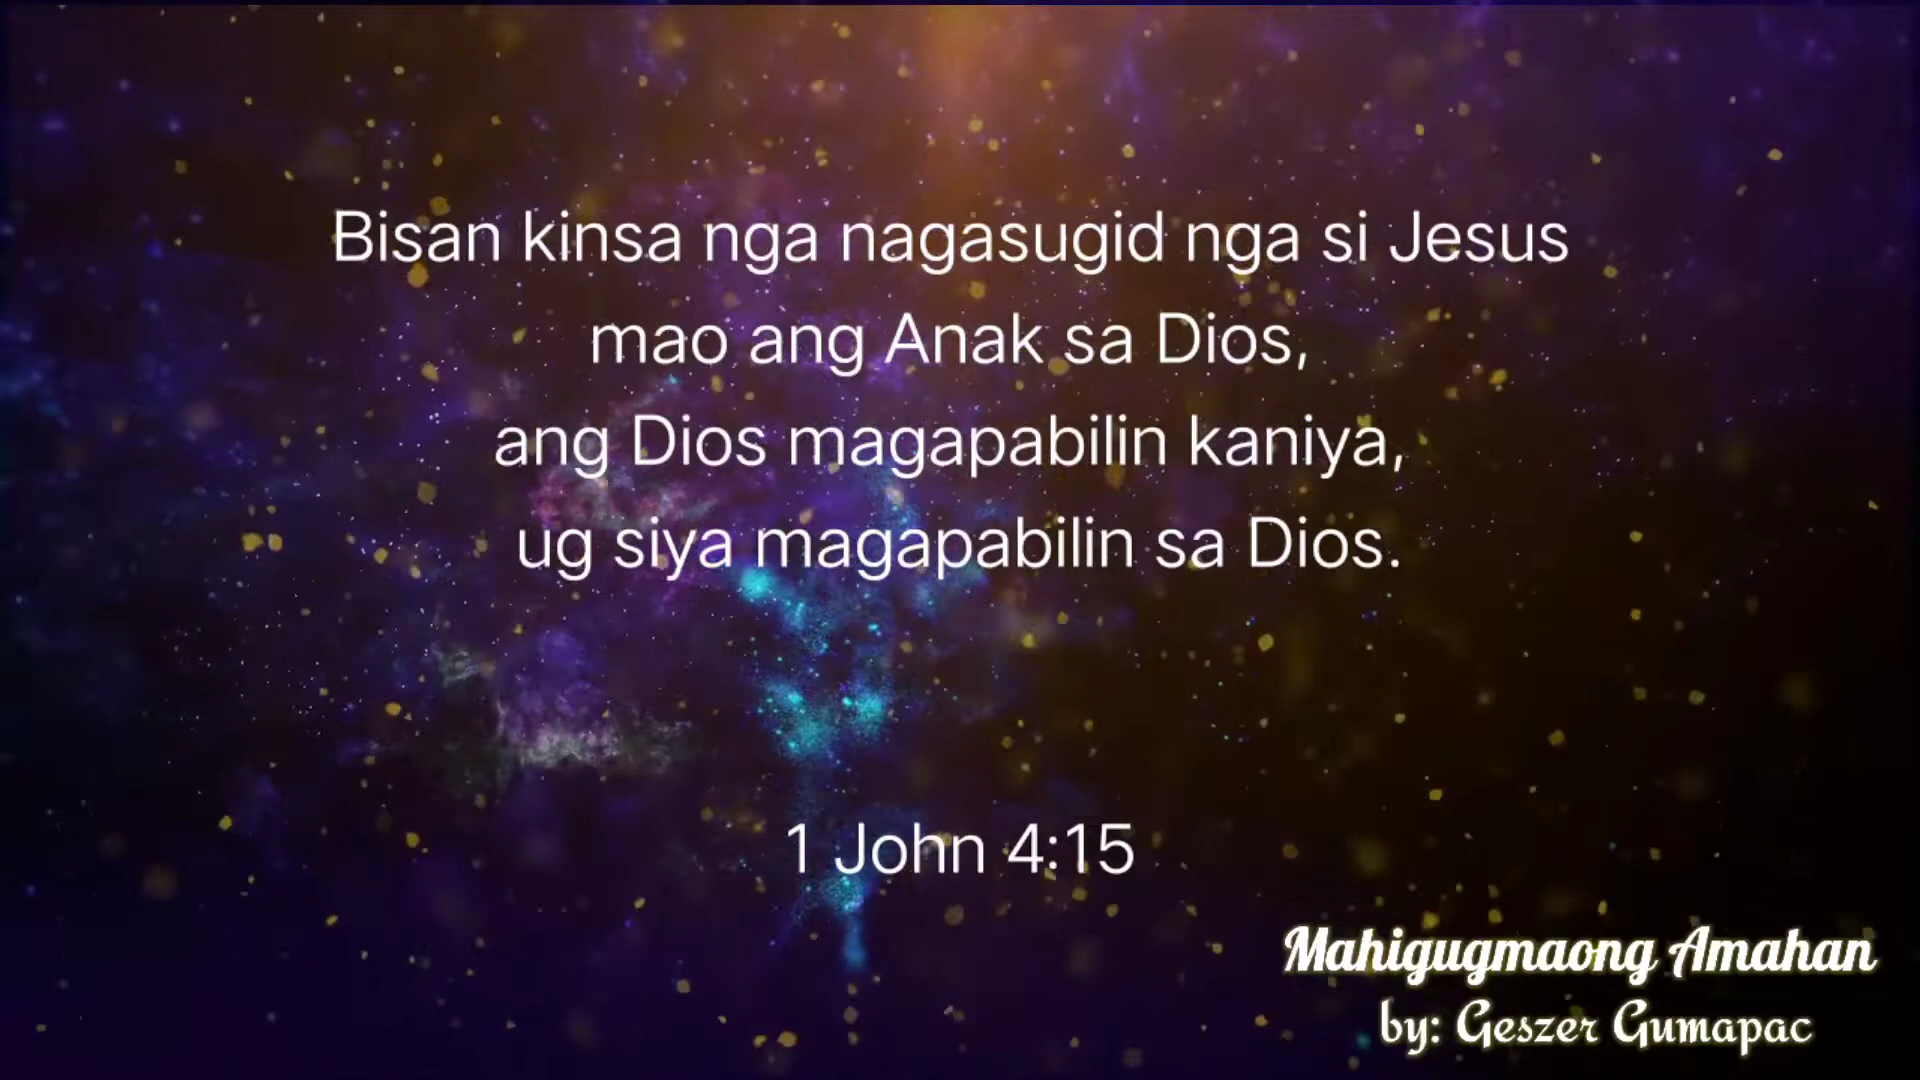 Bisan kinsa nga nagasugid nga si Jesus
mao ang Anak sa Dios,
ang Dios magapabilin kaniya,
ug siya magapabilin sa Dios.
1 John 4:15
Mahigugmaong Amahan
by: Geszer Gumapac